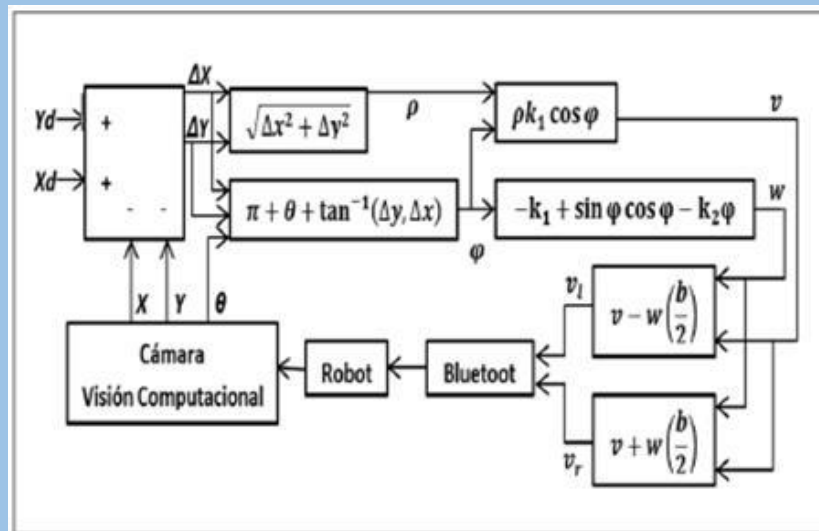 ΔX
Yd + ΔY √Δx² + Δy² ρ ρk₁ cos φ v
Xd + π + θ + tan⁻¹(Δy, Δx) −k₁ + sin φ cos φ − k₂φ w
- - φ
X Y θ
v_l v − w(b/2)
Cámara
Visión Computacional
Robot
Bluetoot
v_r v + w(b/2)